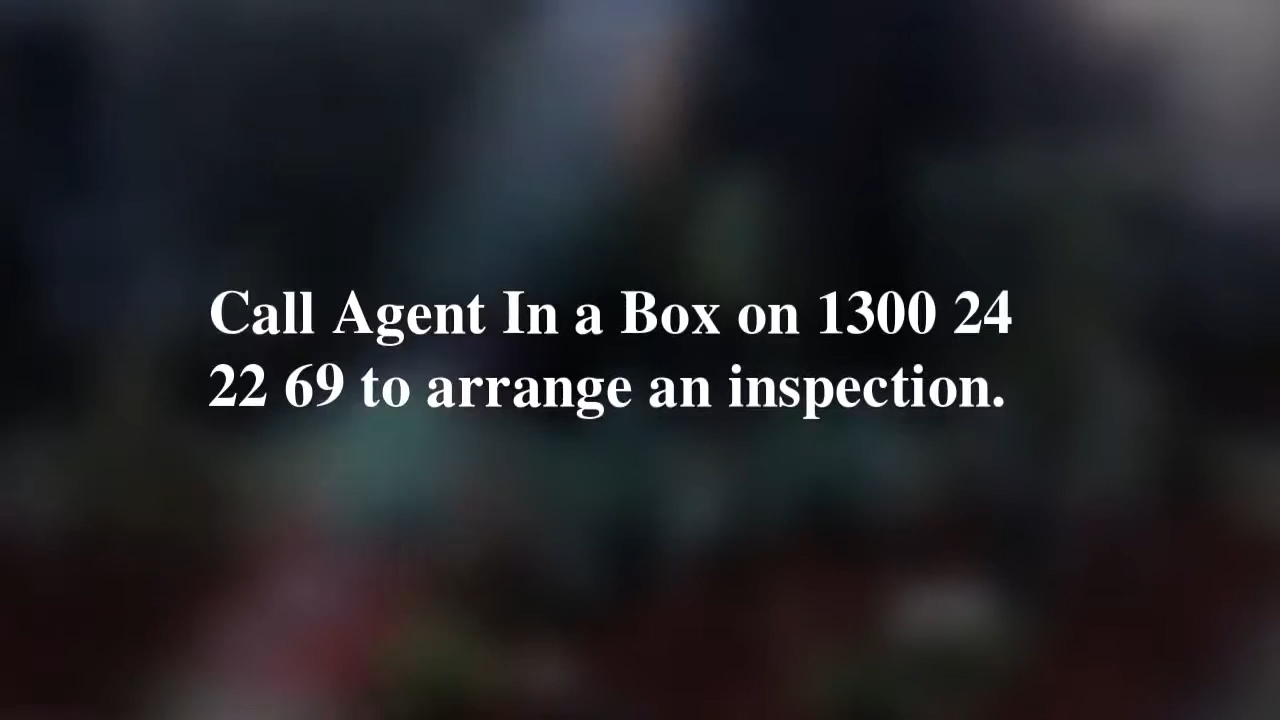 Call Agent In a Box on 1300 24
22 69 to arrange an inspection.